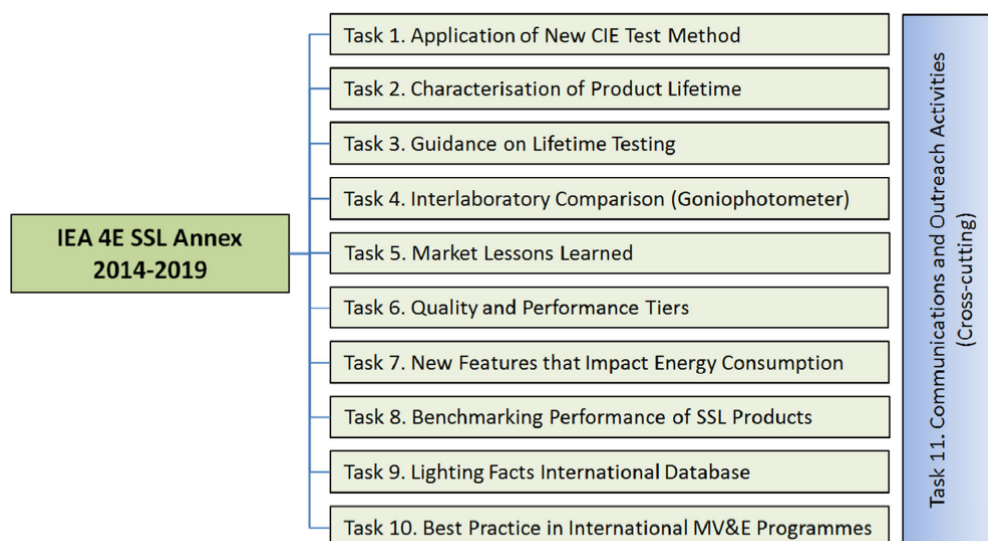 IEA 4E SSL Annex
2014-2019
Task 1. Application of New CIE Test Method
Task 2. Characterisation of Product Lifetime
Task 3. Guidance on Lifetime Testing
Task 4. Interlaboratory Comparison (Goniophotometer)
Task 5. Market Lessons Learned
Task 6. Quality and Performance Tiers
Task 7. New Features that Impact Energy Consumption
Task 8. Benchmarking Performance of SSL Products
Task 9. Lighting Facts International Database
Task 10. Best Practice in International MV&E Programmes
Task 11. Communications and Outreach Activities
(Cross-cutting)